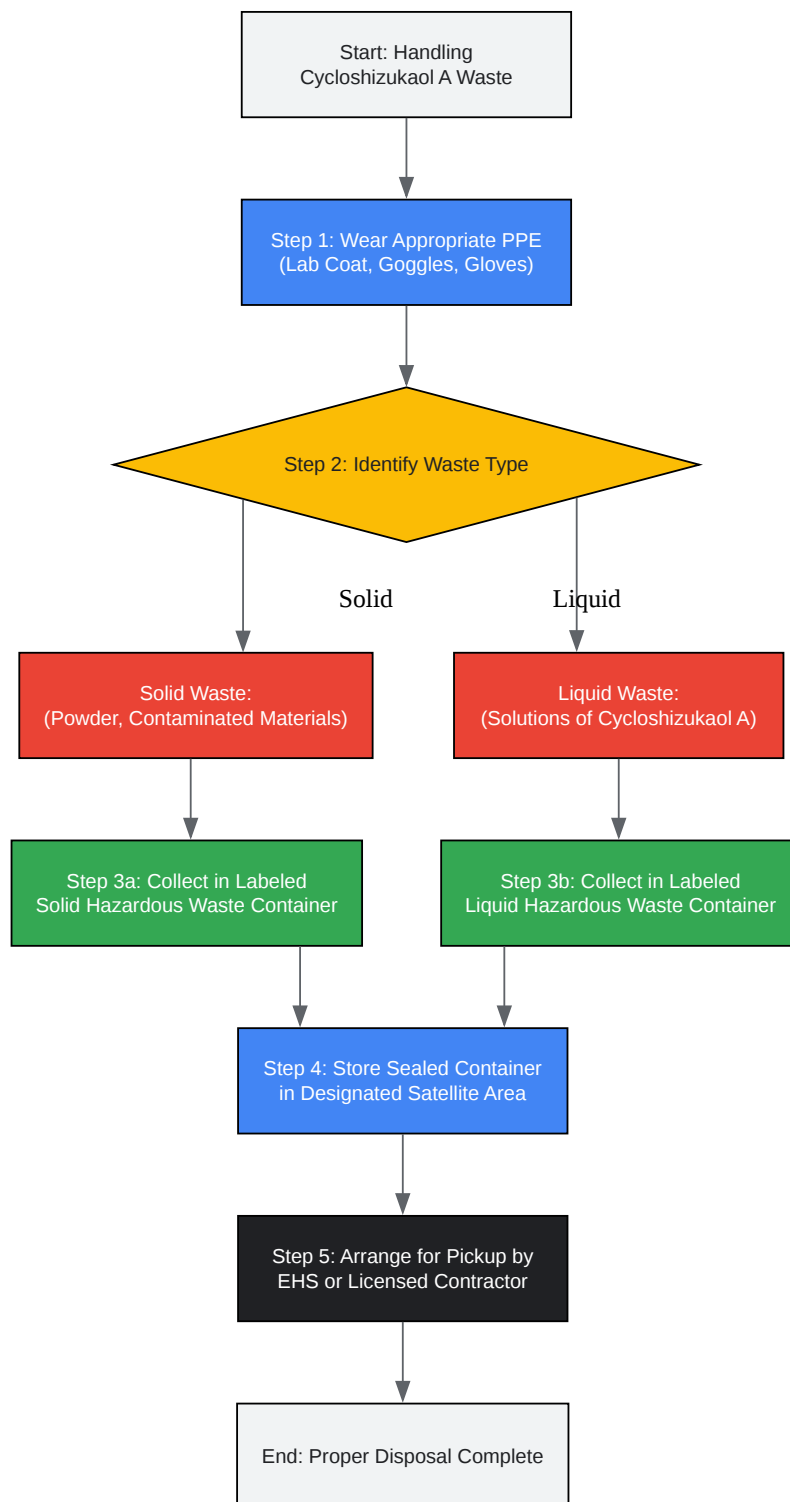 Start: Handling
Cycloshizukaol A Waste
Step 1: Wear Appropriate PPE
(Lab Coat, Goggles, Gloves)
Step 2: Identify Waste Type
Solid
Liquid
Solid Waste:
(Powder, Contaminated Materials)
Liquid Waste:
(Solutions of Cycloshizukaol A)
Step 3a: Collect in Labeled
Solid Hazardous Waste Container
Step 3b: Collect in Labeled
Liquid Hazardous Waste Container
Step 4: Store Sealed Container
in Designated Satellite Area
Step 5: Arrange for Pickup by
EHS or Licensed Contractor
End: Proper Disposal Complete